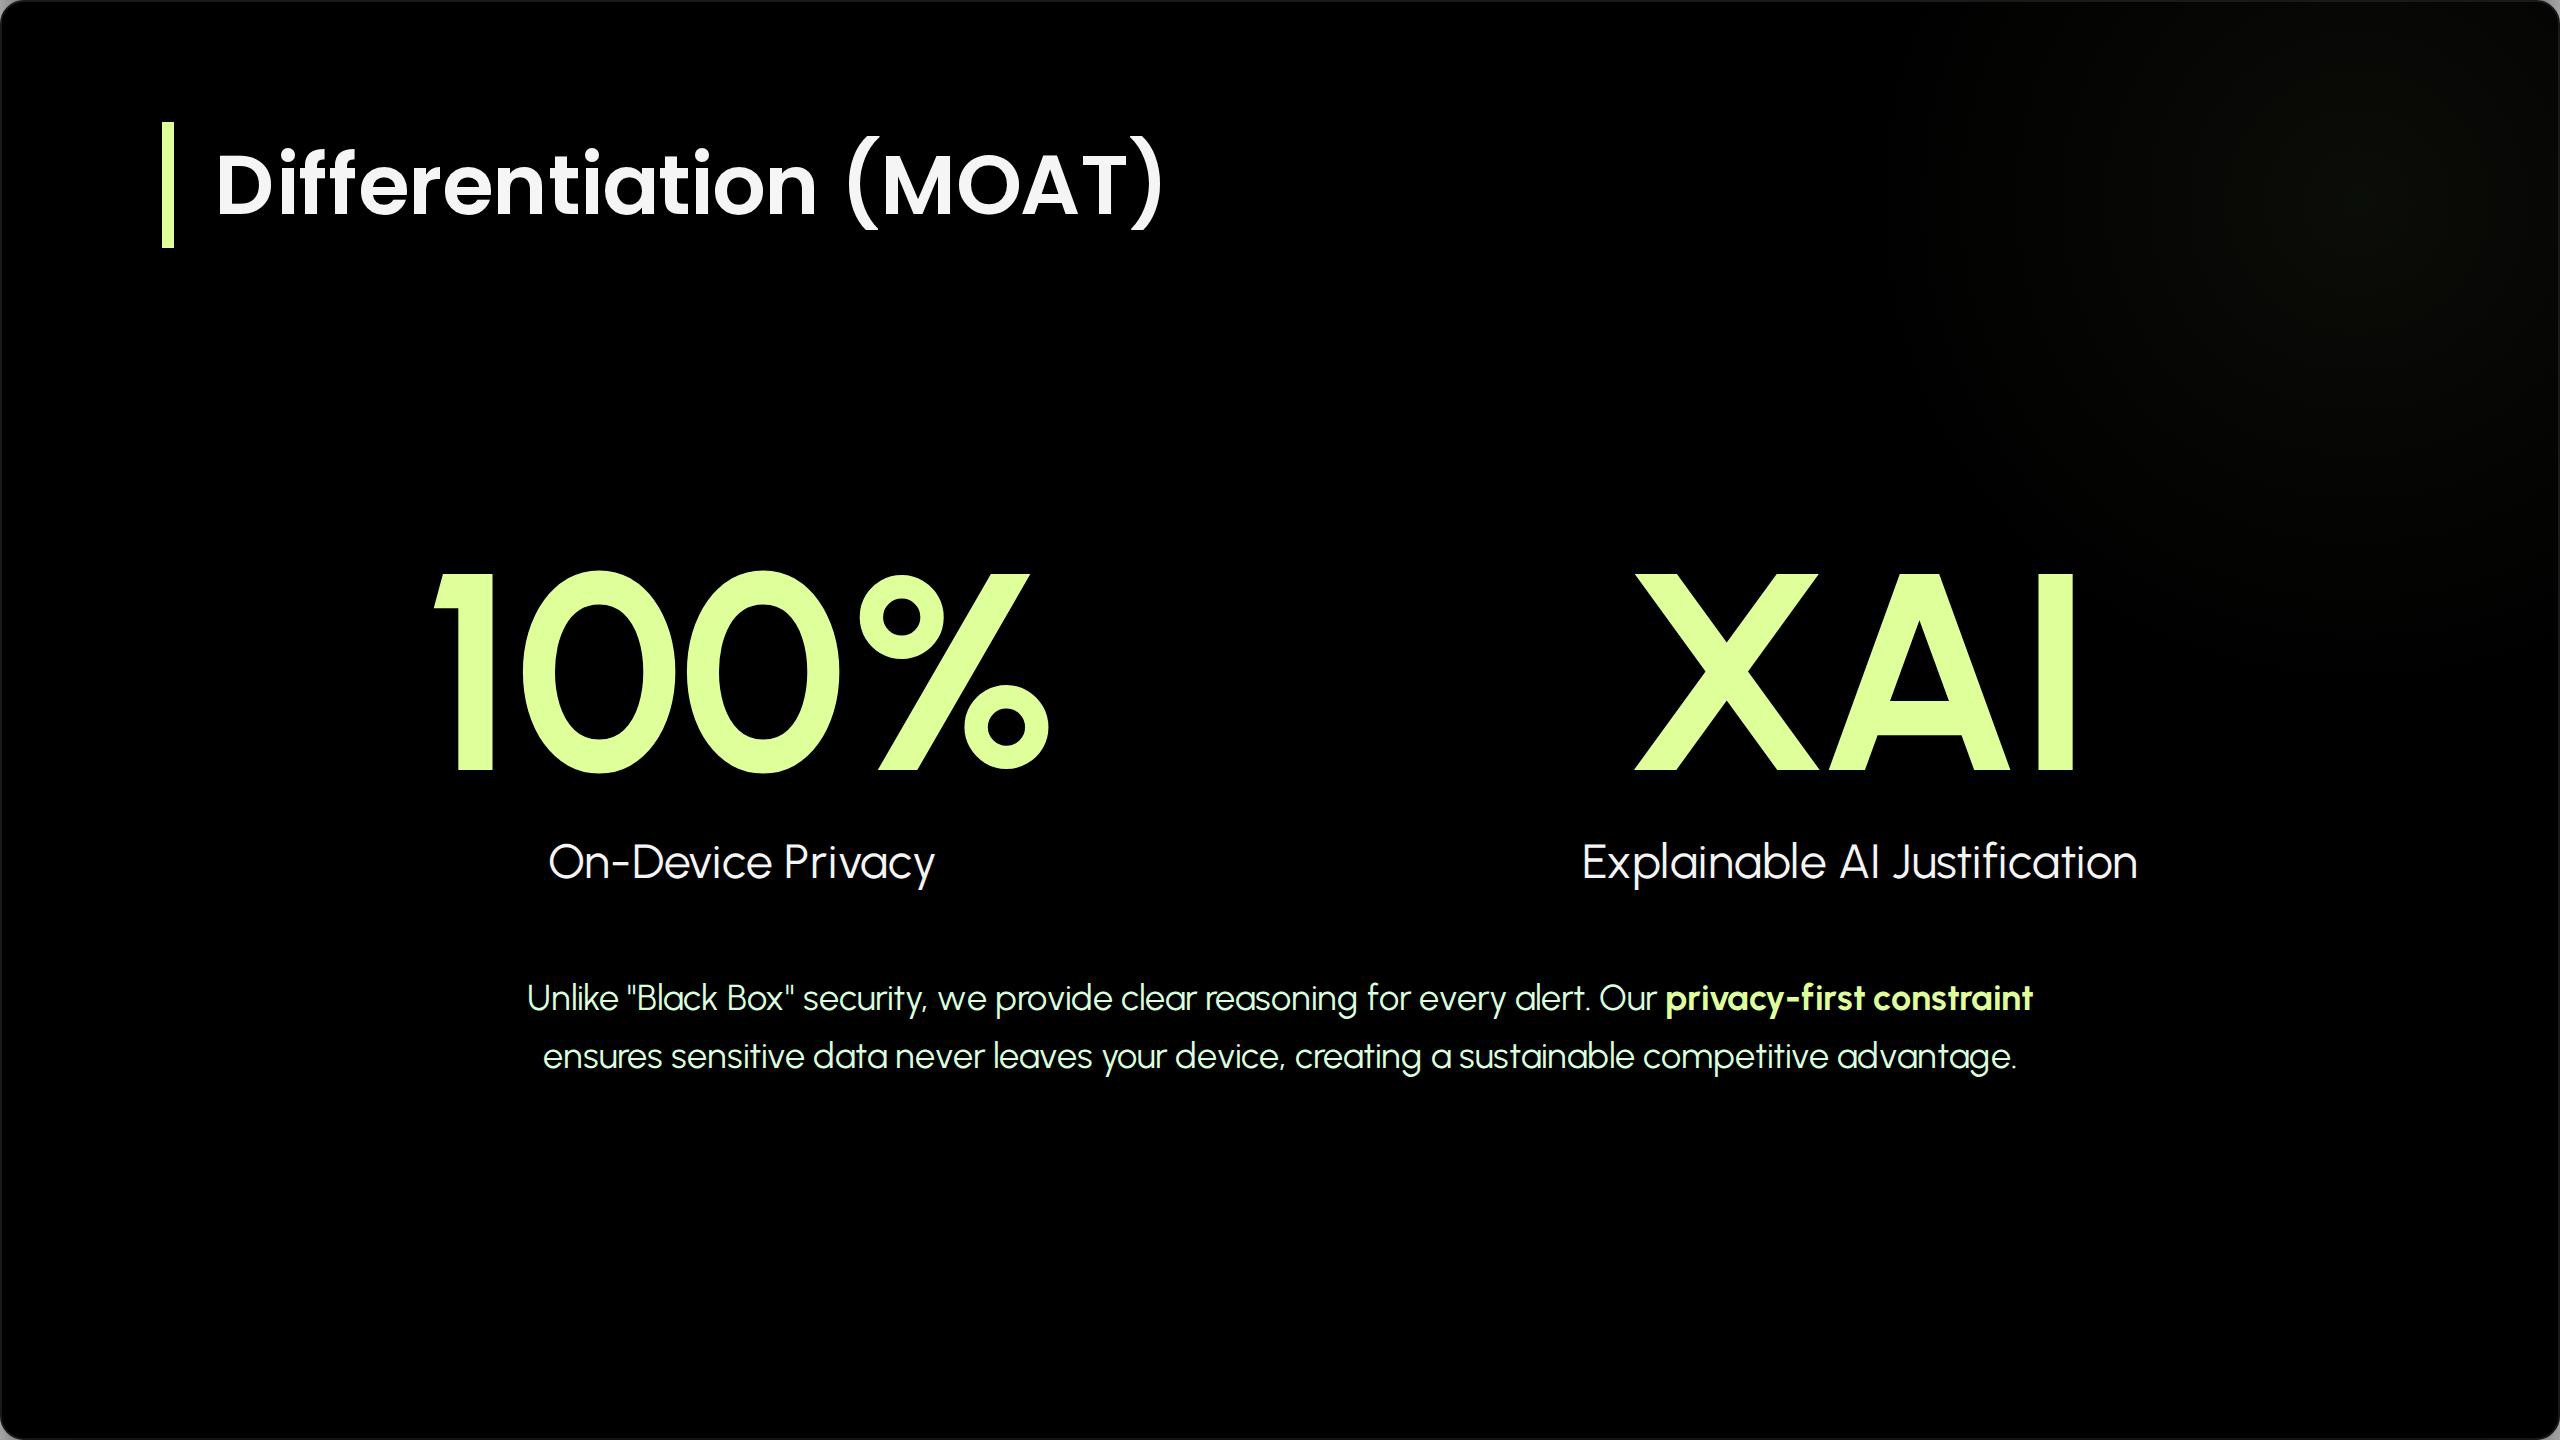 Differentiation (MOAT)
100%
XAI
On-Device Privacy
Explainable AI Justification
Unlike "Black Box" security, we provide clear reasoning for every alert. Our privacy-first constraint
ensures sensitive data never leaves your device, creating a sustainable competitive advantage.